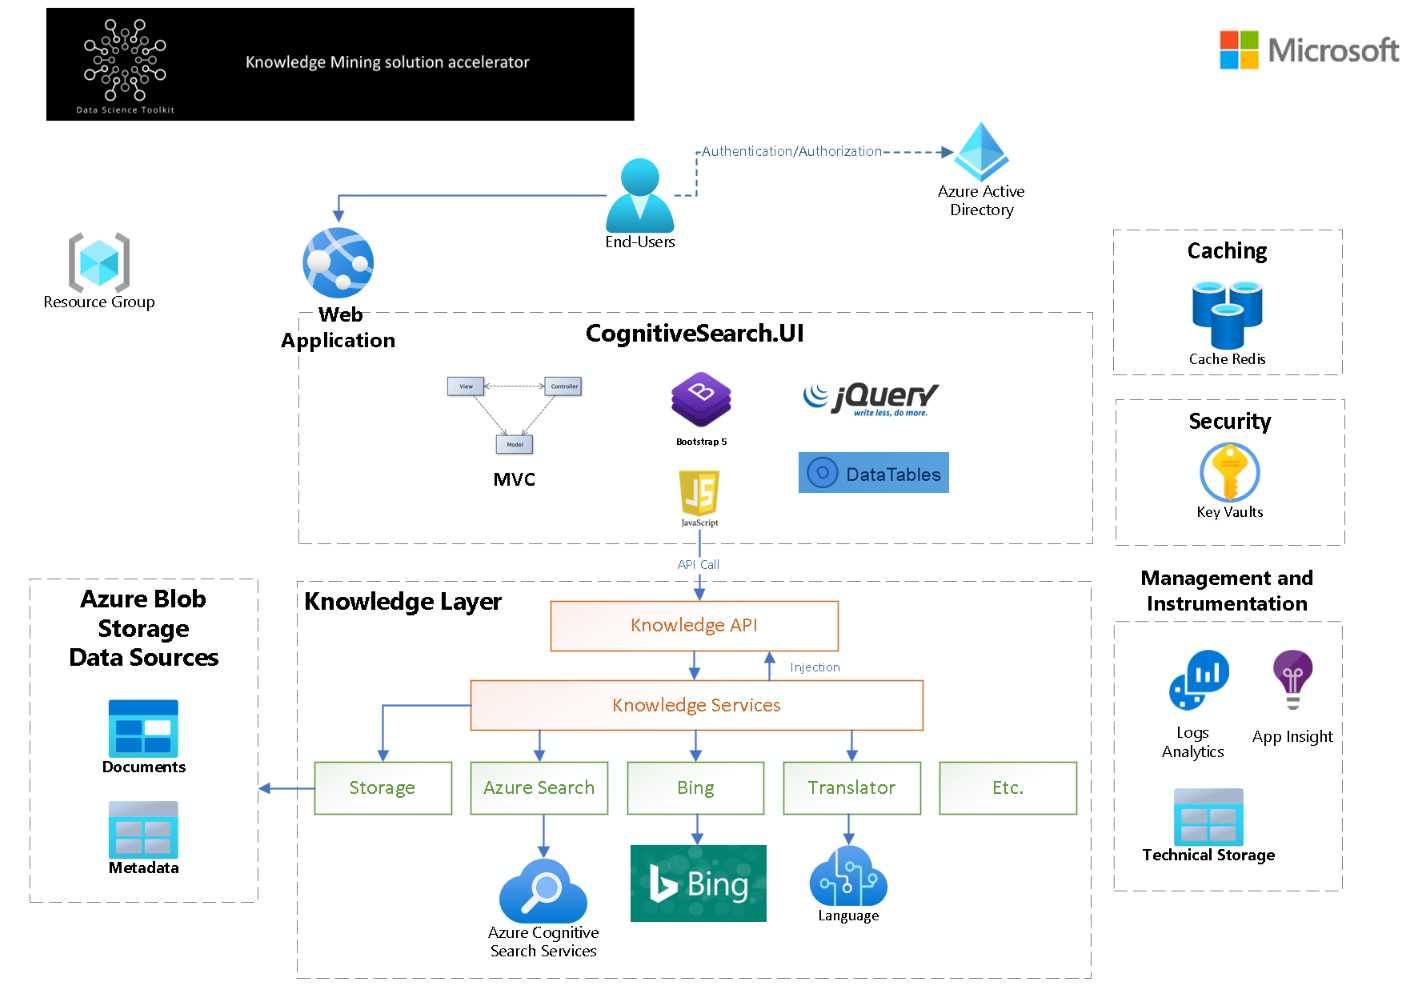 Data Science Toolkit
Knowledge Mining solution accelerator
Microsoft
Authentication/Authorization
Azure Active
Directory
End-Users
Resource Group
Web
Application
CognitiveSearch.UI
View
Controller
Model
MVC
Bootstrap 5
jQuery
write less, do more.
DataTables
JS
JavaScript
API Call
Caching
Cache Redis
Security
Key Vaults
Management and
Instrumentation
Logs
Analytics
App Insight
Technical Storage
Azure Blob
Storage
Data Sources
Documents
Metadata
Knowledge Layer
Knowledge API
Injection
Knowledge Services
Storage
Azure Search
Bing
Translator
Etc.
Azure Cognitive
Search Services
Bing
Language